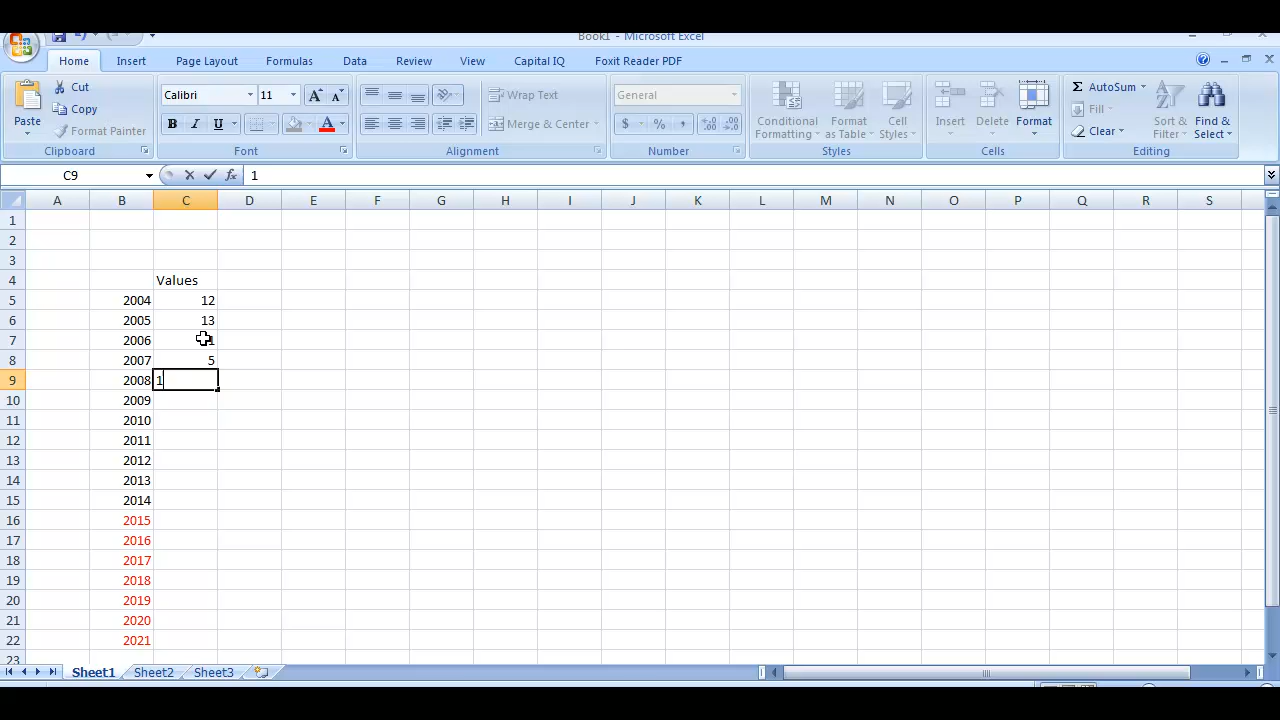 Book1 - Microsoft Excel
Home Insert Page Layout Formulas Data Review View Capital IQ Foxit Reader PDF
Paste Cut Copy Format Painter Clipboard
Calibri 11 B I U A Font
Wrap Text Merge & Center Alignment
General $ % , Number
Conditional Formatting Format as Table Cell Styles Styles
Insert Delete Format Cells
Σ AutoSum Fill Clear Sort & Filter Find & Select Editing
C9 fx 1
A B C D E F G H I J K L M N O P Q R S
1
2
3
4 Values
5 2004 12
6 2005 13
7 2006
8 2007 5
9 2008 1
10 2009
11 2010
12 2011
13 2012
14 2013
15 2014
16 2015
17 2016
18 2017
19 2018
20 2019
21 2020
22 2021
23
Sheet1 Sheet2 Sheet3